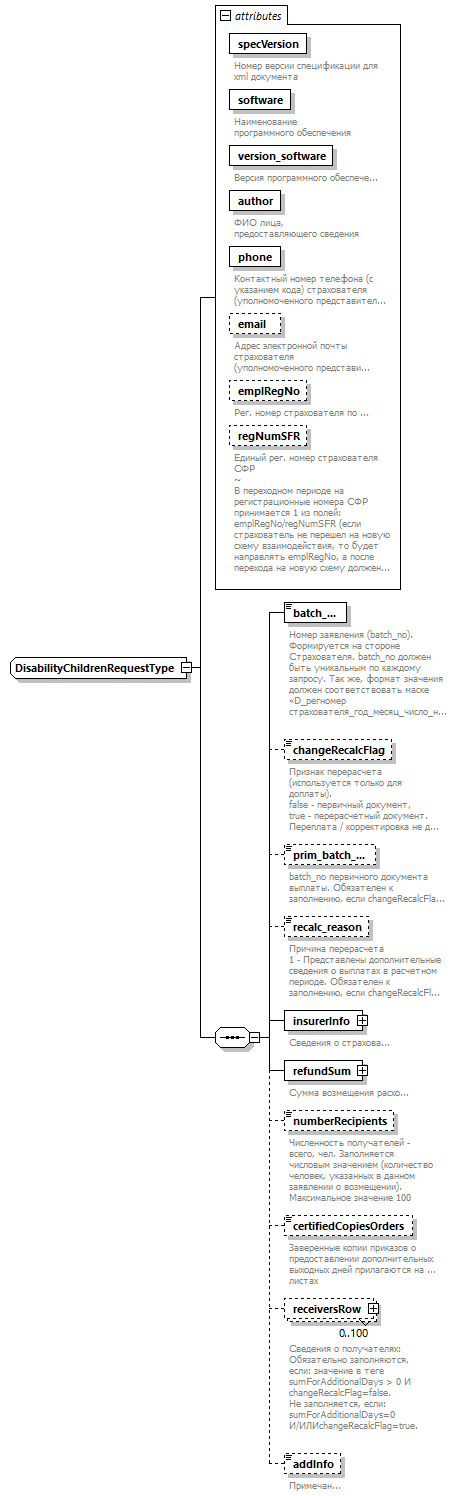 attributes
specVersion
Номер версии спецификации для
xml документа
software
Наименование
программного обеспечения
version_software
Версия программного обеспече...
author
ФИО лица,
предоставляющего сведения
phone
Контактный номер телефона (с
указанием кода) страхователя
(уполномоченного представител...
email
Адрес электронной почты
страхователя
(уполномоченного представи...
emplRegNo
Рег. номер страхователя по ...
regNumSFR
Единый рег. номер страхователя
СФР
~
В переходном периоде на
регистрационные номера СФР
принимается 1 из полей:
emplRegNo/regNumSFR (если
страхователь не перешел на новую
схему взаимодействия, то будет
направлять emplRegNo, а после
перехода на новую схему должен...
DisabilityChildrenRequestType
batch_...
Номер заявления (batch_no).
Формируется на стороне
Страхователя. batch_no должен
быть уникальным по каждому
запросу. Так же, формат значения
должен соответствовать маске
«D_регномер
страхователя_год_месяц_число_н...
changeRecalcFlag
Признак перерасчета
(используется только для
доплаты).
false - первичный документ,
true - перерасчетный документ.
Переплата / корректировка не д...
prim_batch_...
batch_no первичного документа
выплаты. Обязателен к
заполнению, если changeRecalcFla...
recalc_reason
Причина перерасчета
1 - Представлены дополнительные
сведения о выплатах в расчетном
периоде. Обязателен к
заполнению, если changeRecalcFl...
insurerInfo
Сведения о страхова...
refundSum
Сумма возмещения расхо...
numberRecipients
Численность получателей -
всего, чел. Заполняется
числовым значением (количество
человек, указанных в данном
заявлении о возмещении).
Максимальное значение 100
certifiedCopiesOrders
Заверенные копии приказов о
предоставлении дополнительных
выходных дней прилагаются на ...
листах
receiversRow
0..100
Сведения о получателях:
Обязательно заполняются,
если: значение в теге
sumForAdditionalDays > 0 И
changeRecalcFlag=false.
Не заполняется, если:
sumForAdditionalDays=0
И/ИЛИchangeRecalcFlag=true.
addInfo
Примечан...